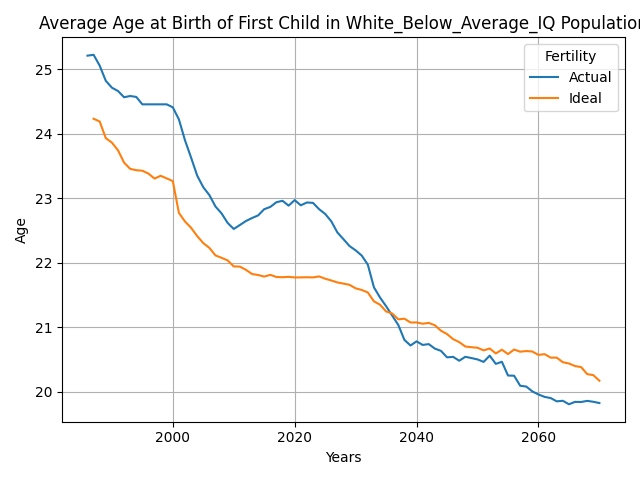 Average Age at Birth of First Child in White_Below_Average_IQ Population
Fertility
Actual
Ideal
25
24
23
22
21
20
Age
2000
2020
2040
2060
Years